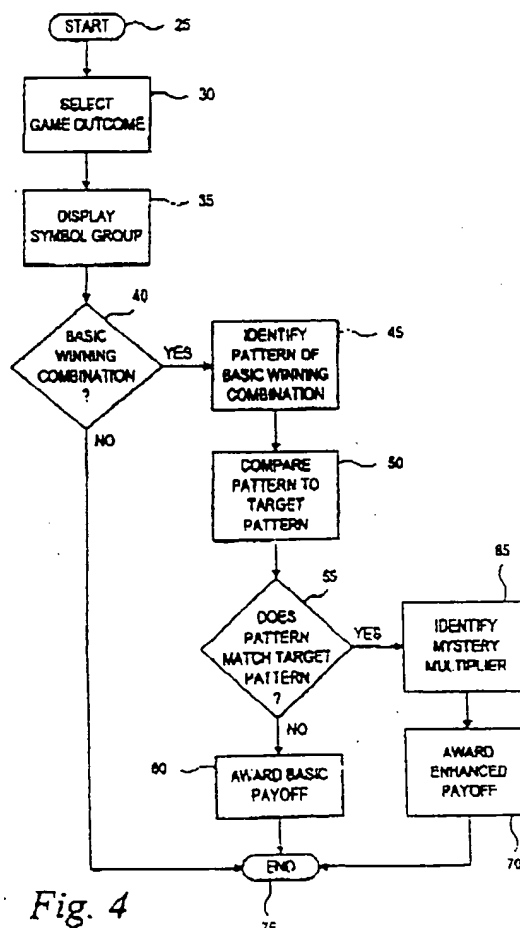 START
25
SELECT
GAME OUTCOME
30
DISPLAY
SYMBOL GROUP
35
BASIC
WINNING
COMBINATION
?
40
YES
NO
IDENTIFY
PATTERN OF
BASIC WINNING
COMBINATION
45
COMPARE
PATTERN TO
TARGET
PATTERN
50
DOES
PATTERN
MATCH TARGET
PATTERN
?
55
YES
NO
IDENTIFY
MYSTERY
MULTIPLIER
65
AWARD BASIC
PAYOFF
60
AWARD
ENHANCED
PAYOFF
70
END
75
Fig. 4